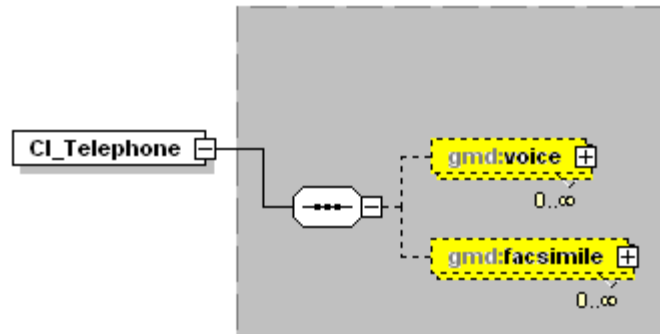 CI_Telephone
gmd:voice
0..∞
gmd:facsimile
0..∞